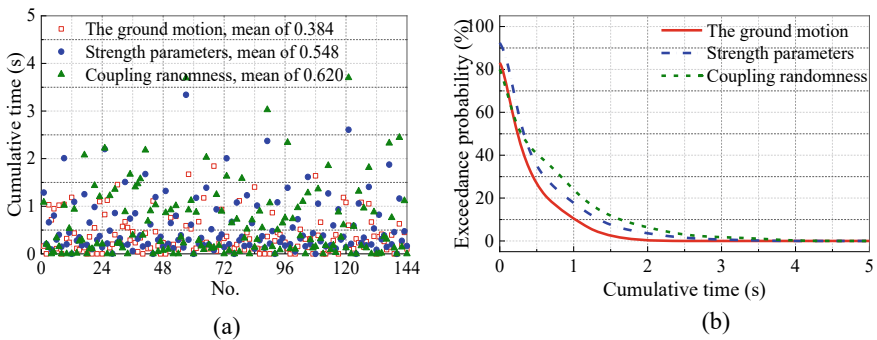 (a)
5
4
3
2
1
0
Cumulative time (s)
The ground motion, mean of 0.384
Strength parameters, mean of 0.548
Coupling randomness, mean of 0.620
0 24 48 72 96 120 144
No.
(b)
100
80
60
40
20
0
Exceedance probability (%)
The ground motion
Strength parameters
Coupling randomness
0 1 2 3 4 5
Cumulative time (s)